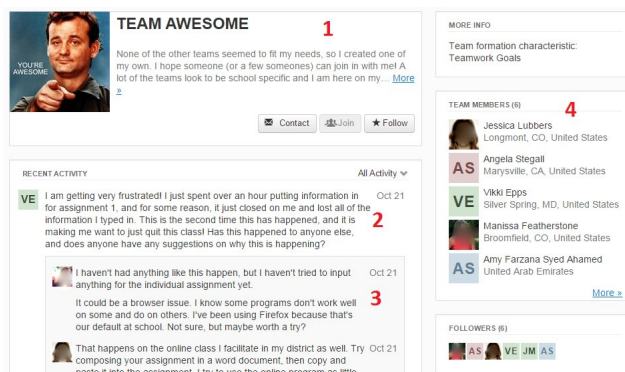 TEAM AWESOME
1
None of the other teams seemed to fit my needs, so I created one of
my own. I hope someone (or a few someones) can join in with me! A
lot of the teams look to be school specific and I am here on my… More
»
YOU'RE
AWESOME
Contact Join Follow
RECENT ACTIVITY All Activity
VE I am getting very frustrated! I just spent over an hour putting information in Oct 21
for assignment 1, and for some reason, it just closed on me and lost all of the
information I typed in. This is the second time this has happened, and it is
making me want to just quit this class! Has this happened to anyone else,
and does anyone have any suggestions on why this is happening?
2
I haven't had anything like this happen, but I haven't tried to input Oct 21
anything for the individual assignment yet.
It could be a browser issue. I know some programs don't work well
on some and do on others. I've been using Firefox because that's
our default at school. Not sure, but maybe worth a try?
3
That happens on the online class I facilitate in my district as well. Try Oct 21
composing your assignment in a word document, then copy and
paste it into the assignment. I try to use the online program as little
MORE INFO
Team formation characteristic:
Teamwork Goals
TEAM MEMBERS (6)
4
Jessica Lubbers
Longmont, CO, United States
AS Angela Stegall
Marysville, CA, United States
VE Vikki Epps
Silver Spring, MD, United States
Manissa Featherstone
Broomfield, CO, United States
AS Amy Farzana Syed Ahamed
United Arab Emirates
More »
FOLLOWERS (6)
AS VE JM AS